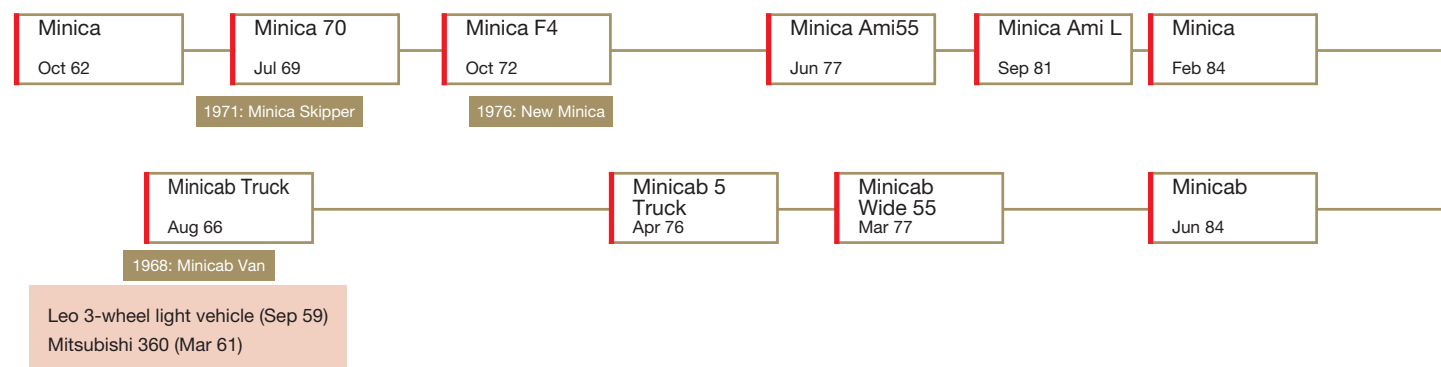 Minica
Oct 62
Minica 70
Jul 69
Minica F4
Oct 72
Minica Ami55
Jun 77
Minica Ami L
Sep 81
Minica
Feb 84
1971: Minica Skipper
1976: New Minica
Minicab Truck
Aug 66
Minicab 5
Truck
Apr 76
Minicab
Wide 55
Mar 77
Minicab
Jun 84
1968: Minicab Van
Leo 3-wheel light vehicle (Sep 59)
Mitsubishi 360 (Mar 61)